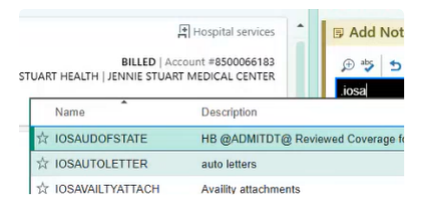 Hospital services
Add Not
BILLED | Account #8500066183
STUART HEALTH | JENNIE STUART MEDICAL CENTER
abc
.iosa
Name Description
IOSAUDOFSTATE HB @ADMITDT@ Reviewed Coverage fo
IOSAUTOLETTER auto letters
IOSAVAILTYATTACH Availity attachments